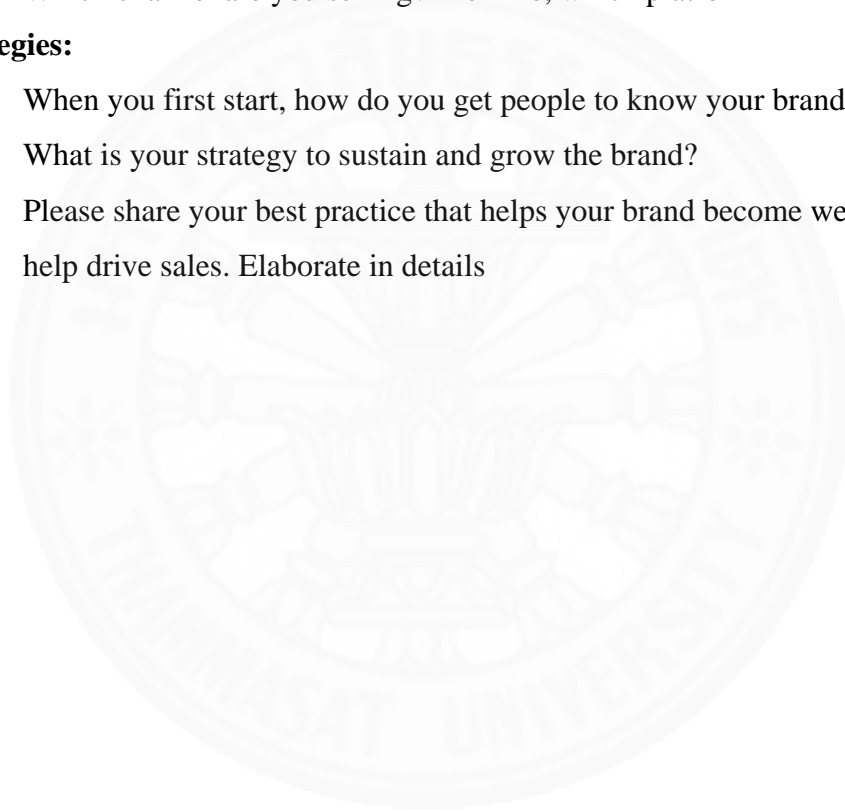 egies:
When you first start, how do you get people to know your brand
What is your strategy to sustain and grow the brand?
Please share your best practice that helps your brand become we
help drive sales. Elaborate in details
THAMMASAT UNIVERSITY